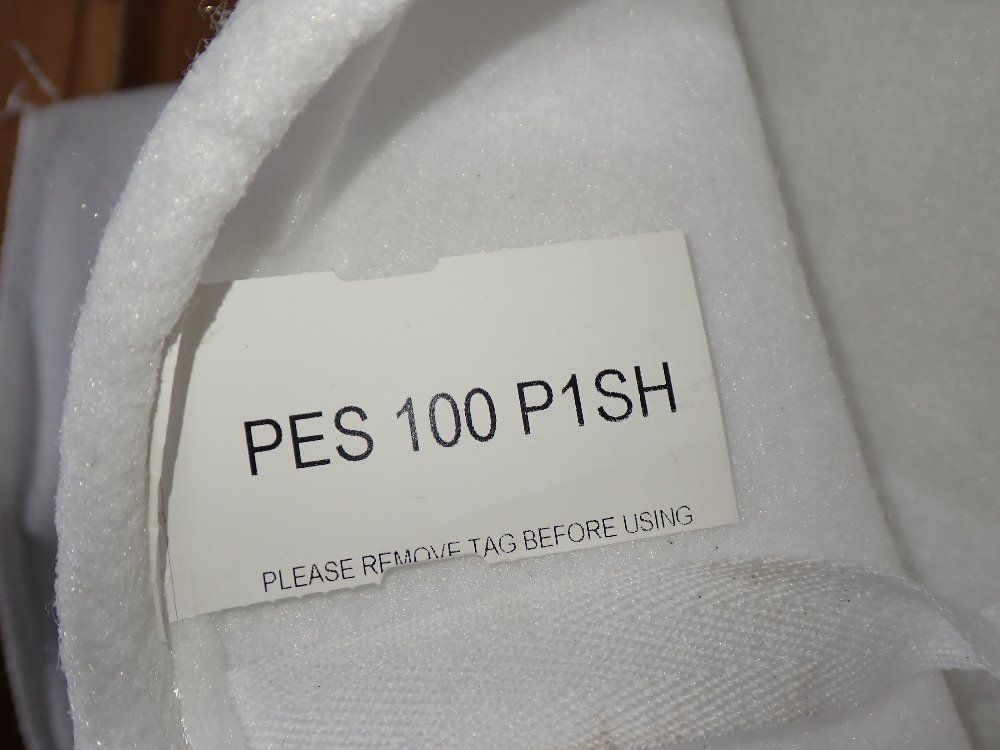 PES 100 P1SH
PLEASE REMOVE TAG BEFORE USING